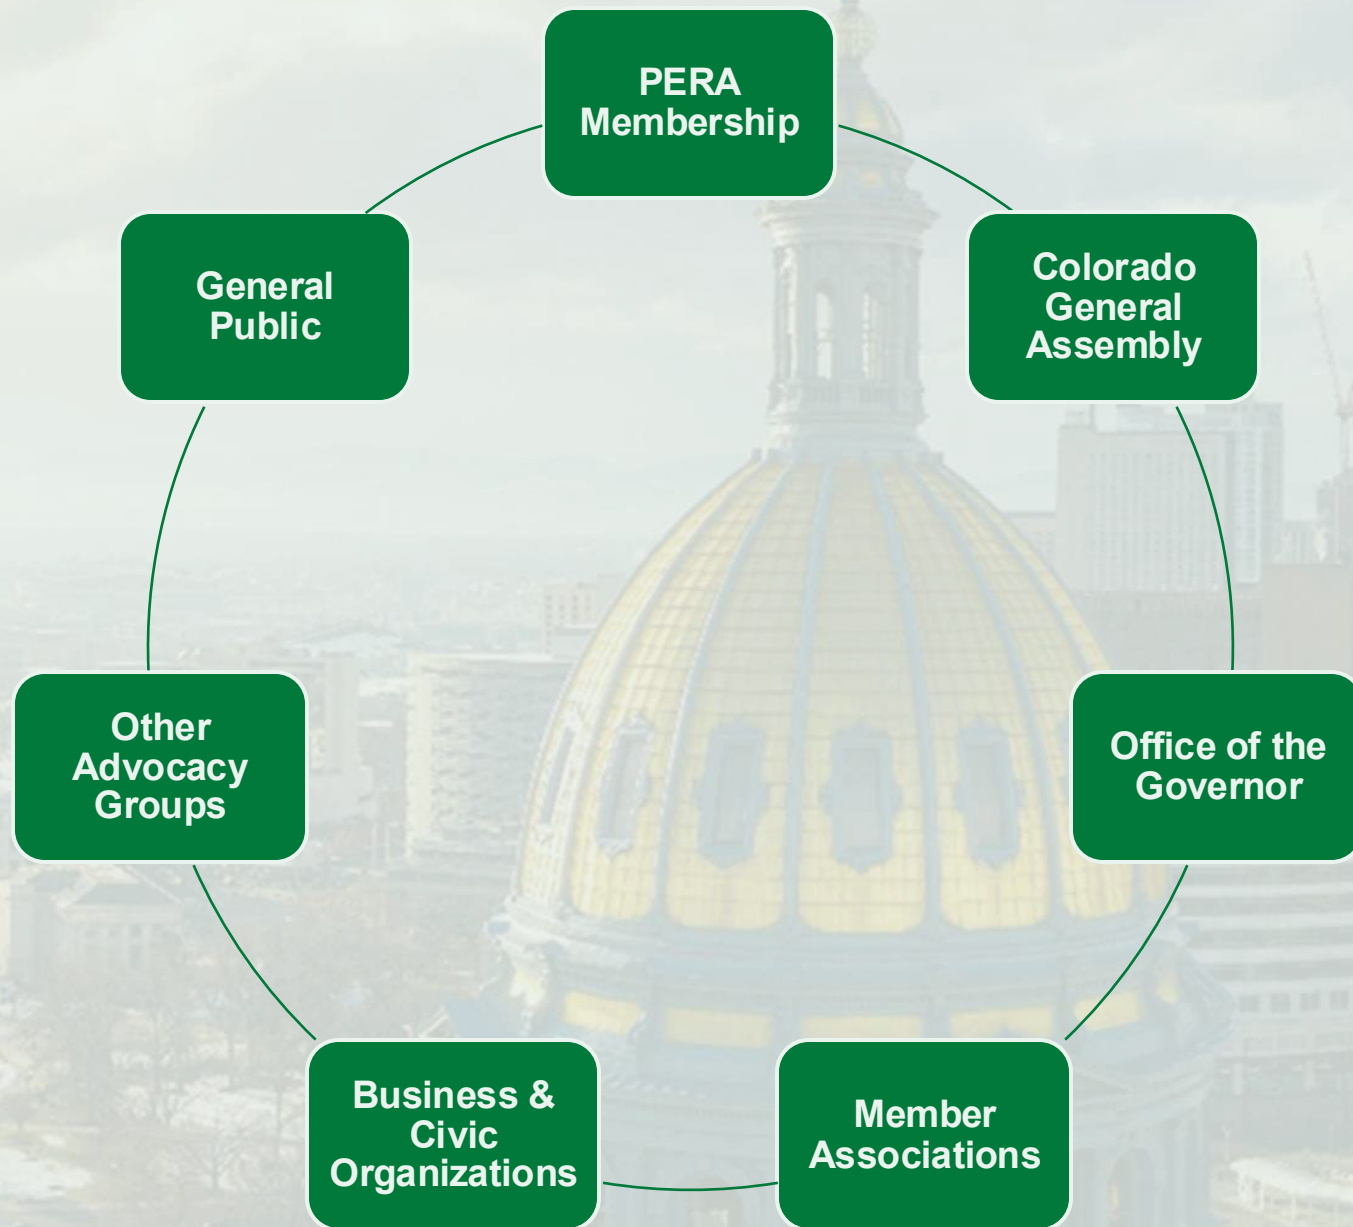 PERA
Membership
Colorado
General
Assembly
Office of the
Governor
Member
Associations
Business &
Civic
Organizations
Other
Advocacy
Groups
General
Public